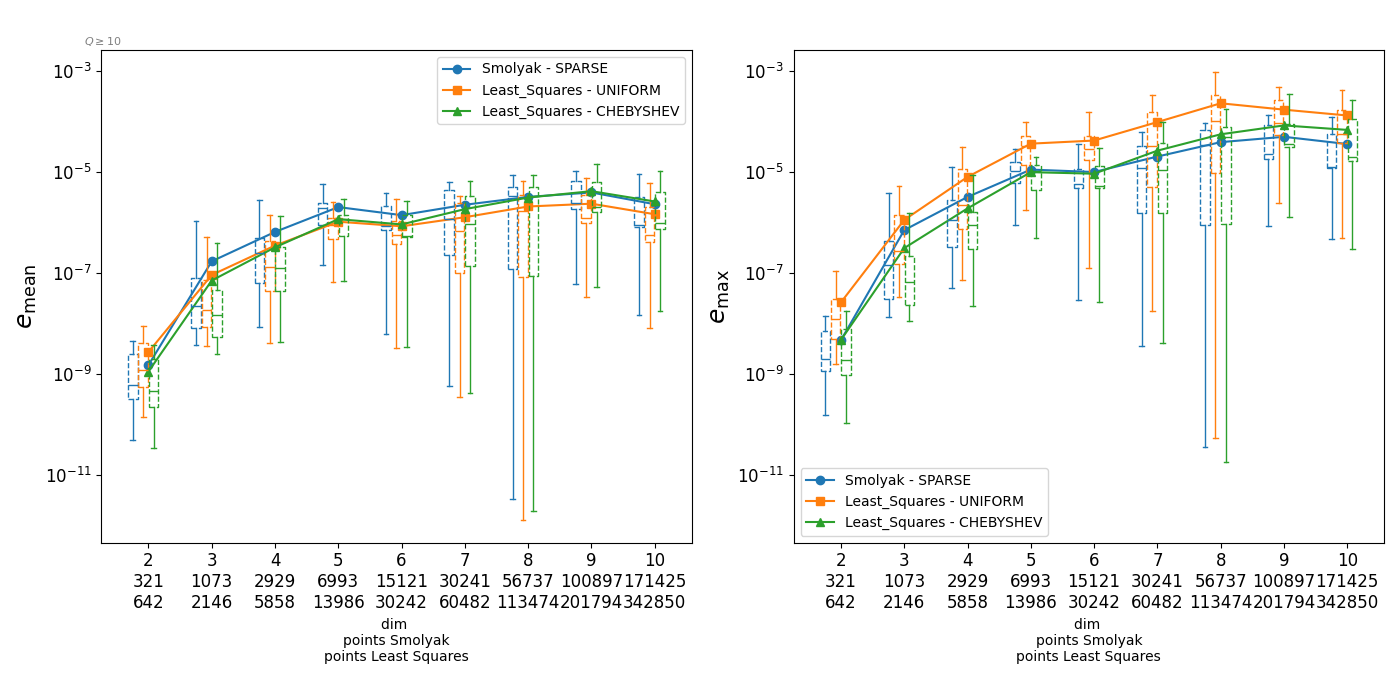 Q ≥ 10
Smolyak - SPARSE
Least_Squares - UNIFORM
Least_Squares - CHEBYSHEV
10⁻³
10⁻⁵
10⁻⁷
10⁻⁹
10⁻¹¹
e_mean
2 3 4 5 6 7 8 9 10
321 1073 2929 6993 15121 30241 56737 100897 171425
642 2146 5858 13986 30242 60482 113474 201794 342850
dim
points Smolyak
points Least Squares
10⁻³
10⁻⁵
10⁻⁷
10⁻⁹
10⁻¹¹
e_max
Smolyak - SPARSE
Least_Squares - UNIFORM
Least_Squares - CHEBYSHEV
2 3 4 5 6 7 8 9 10
321 1073 2929 6993 15121 30241 56737 100897 171425
642 2146 5858 13986 30242 60482 113474 201794 342850
dim
points Smolyak
points Least Squares